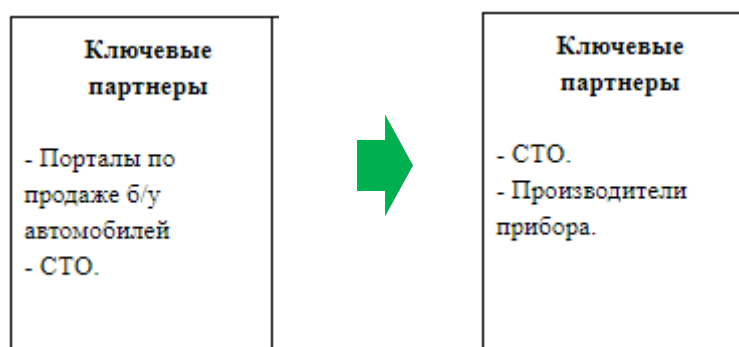 Ключевые
партнеры
- Порталы по
продаже б/у
автомобилей
- СТО.
Ключевые
партнеры
- СТО.
- Производители
прибора.